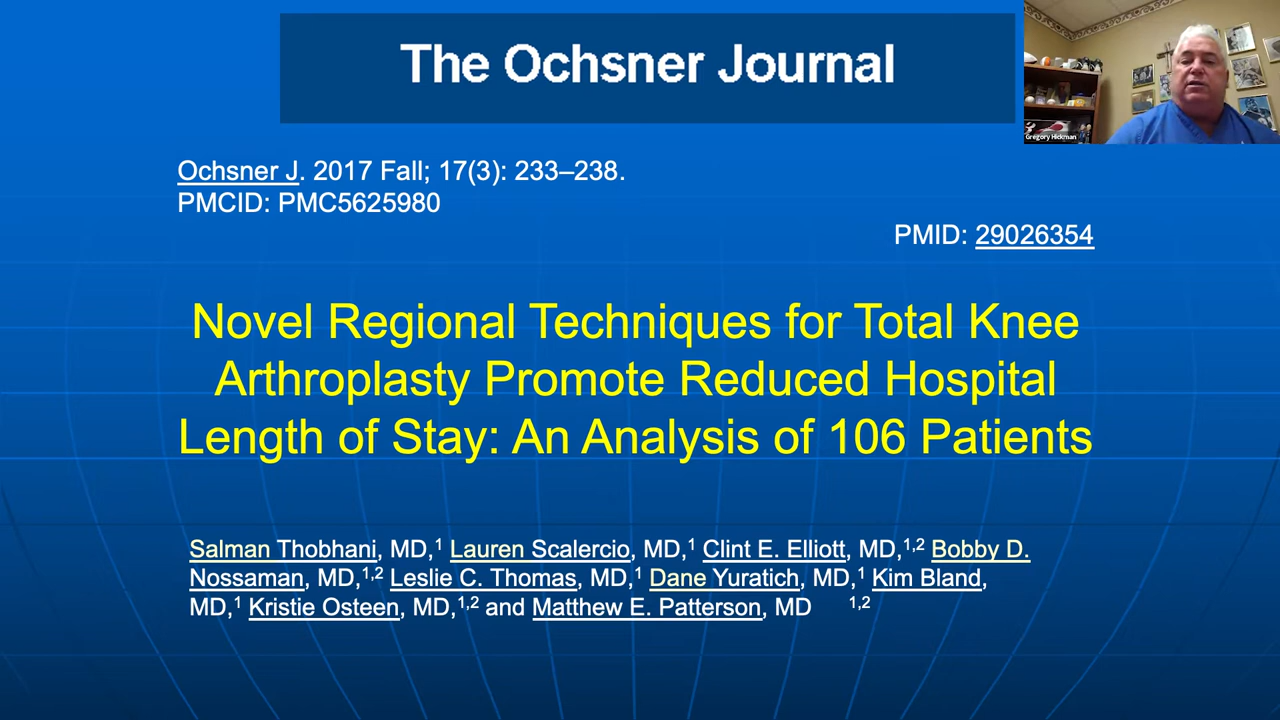 The Ochsner Journal
Gregory Hickman
Ochsner J. 2017 Fall; 17(3): 233–238.
PMCID: PMC5625980
PMID: 29026354
Novel Regional Techniques for Total Knee
Arthroplasty Promote Reduced Hospital
Length of Stay: An Analysis of 106 Patients
Salman Thobhani, MD,¹ Lauren Scalercio, MD,¹ Clint E. Elliott, MD,¹,² Bobby D.
Nossaman, MD,¹,² Leslie C. Thomas, MD,¹ Dane Yuratich, MD,¹ Kim Bland,
MD,¹ Kristie Osteen, MD,¹,² and Matthew E. Patterson, MD ¹,²